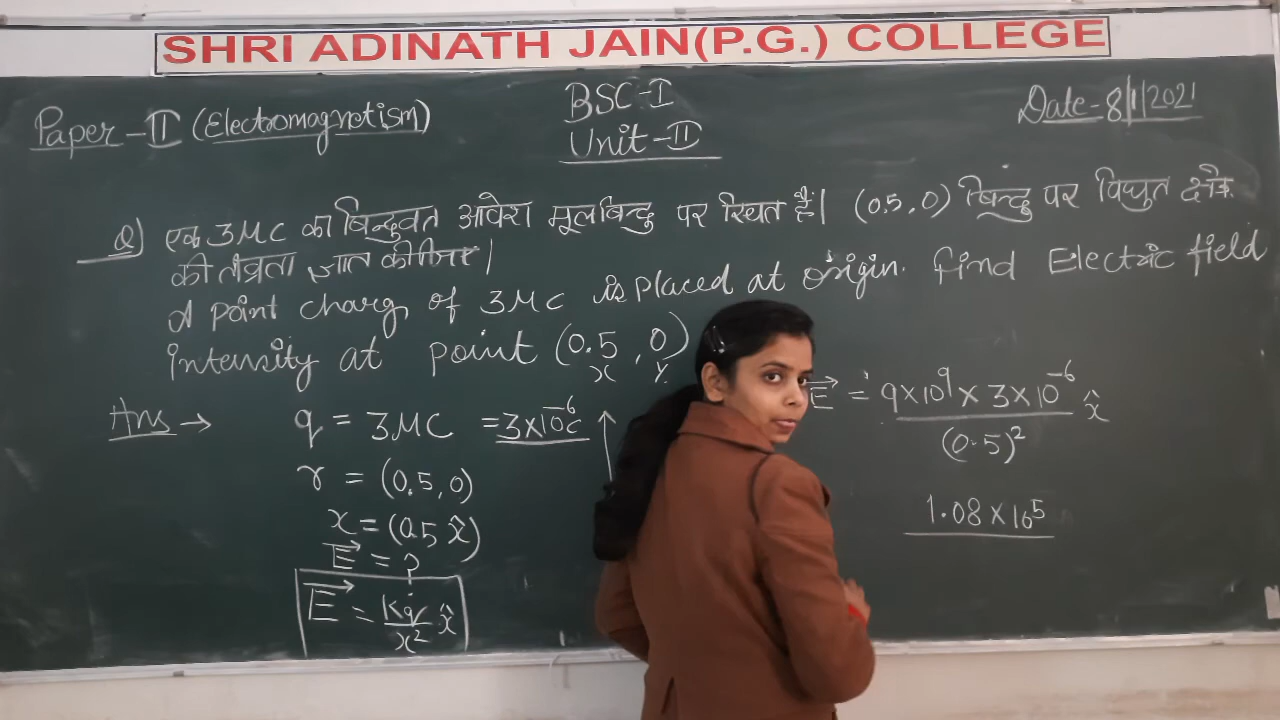 SHRI ADINATH JAIN(P.G.) COLLEGE
Paper-II (Electromagnetism)
BSC-I
Unit-II
Date-8/1/2021
Q) एक 3MC का बिन्दुवत आवेश मूलबिन्दु पर स्थित है। (0.5,0) बिन्दु पर विधुत क्षेत्र
की तीव्रता ज्ञात कीजिए।
A point charge of 3MC is placed at origin. find Electric field
intensity at point (0.5, 0)
x y
Ans →
q = 3MC = 3×10⁻⁶c
r = (0.5, 0)
x = (0.5 x̂)
E⃗ = ?
E⃗ = Kq/x² x̂
E⃗ = 9×10⁹×3×10⁻⁶/(0.5)² x̂
1.08×10⁵